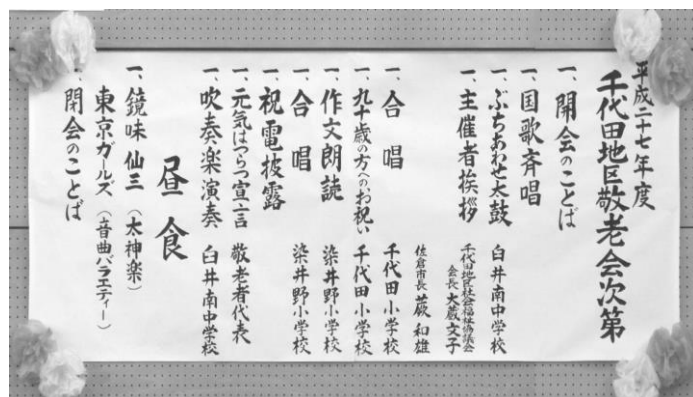 平成二十七年度
千代田地区敬老会次第
一、開会のことば
一、国歌斉唱
一、ぶちあわせ太鼓 臼井南中学校
一、主催者挨拶 千代田地区社会福祉協議会 会長 大蔵文子
佐倉市長 蕨和雄
一、合唱 千代田小学校
一、九十歳の方へのお祝い 千代田小学校
一、作文朗読 染井野小学校
一、合唱 染井野小学校
一、祝電披露
一、元気はつらつ宣言 敬老者代表
一、吹奏楽演奏 臼井南中学校
昼食
一、鏡味仙三（太神楽）
東京ガールズ（音曲バラエティー）
一、閉会のことば